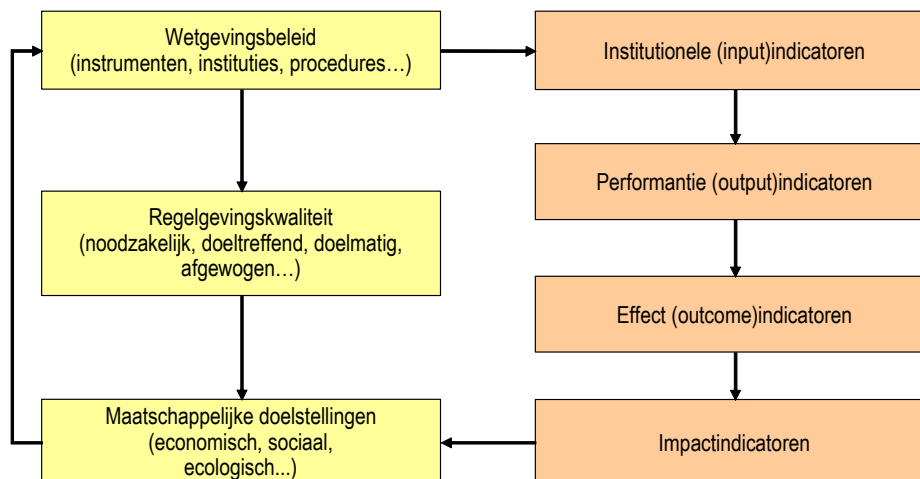 Wetgevingsbeleid
(instrumenten, instituties, procedures…)
Regelgevingskwaliteit
(noodzakelijk, doeltreffend, doelmatig,
afgewogen…)
Maatschappelijke doelstellingen
(economisch, sociaal,
ecologisch...)
Institutionele (input)indicatoren
Performantie (output)indicatoren
Effect (outcome)indicatoren
Impactindicatoren